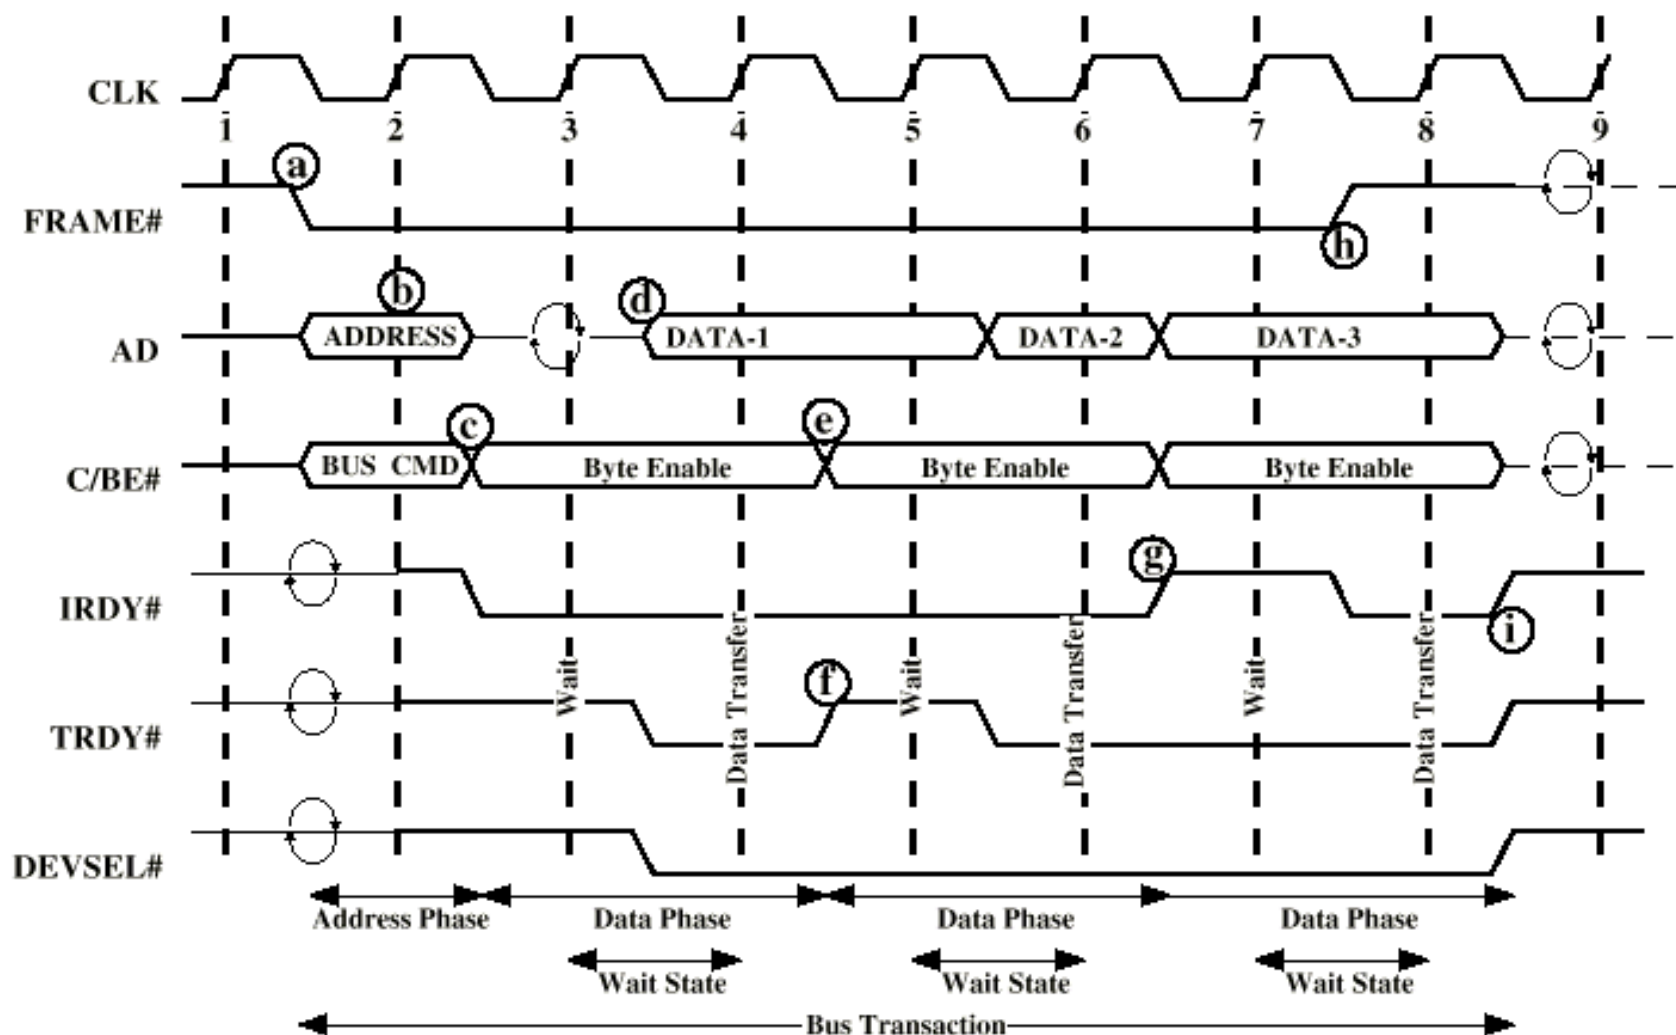 CLK
1 2 3 4 5 6 7 8 9
a
FRAME#
h
b
d
AD
ADDRESS
DATA-1
DATA-2
DATA-3
c
e
C/BE#
BUS CMD
Byte Enable
Byte Enable
Byte Enable
g
IRDY#
i
Wait
Data Transfer
f
Wait
Data Transfer
Wait
Data Transfer
TRDY#
DEVSEL#
Address Phase
Data Phase
Data Phase
Data Phase
Wait State
Wait State
Wait State
Bus Transaction